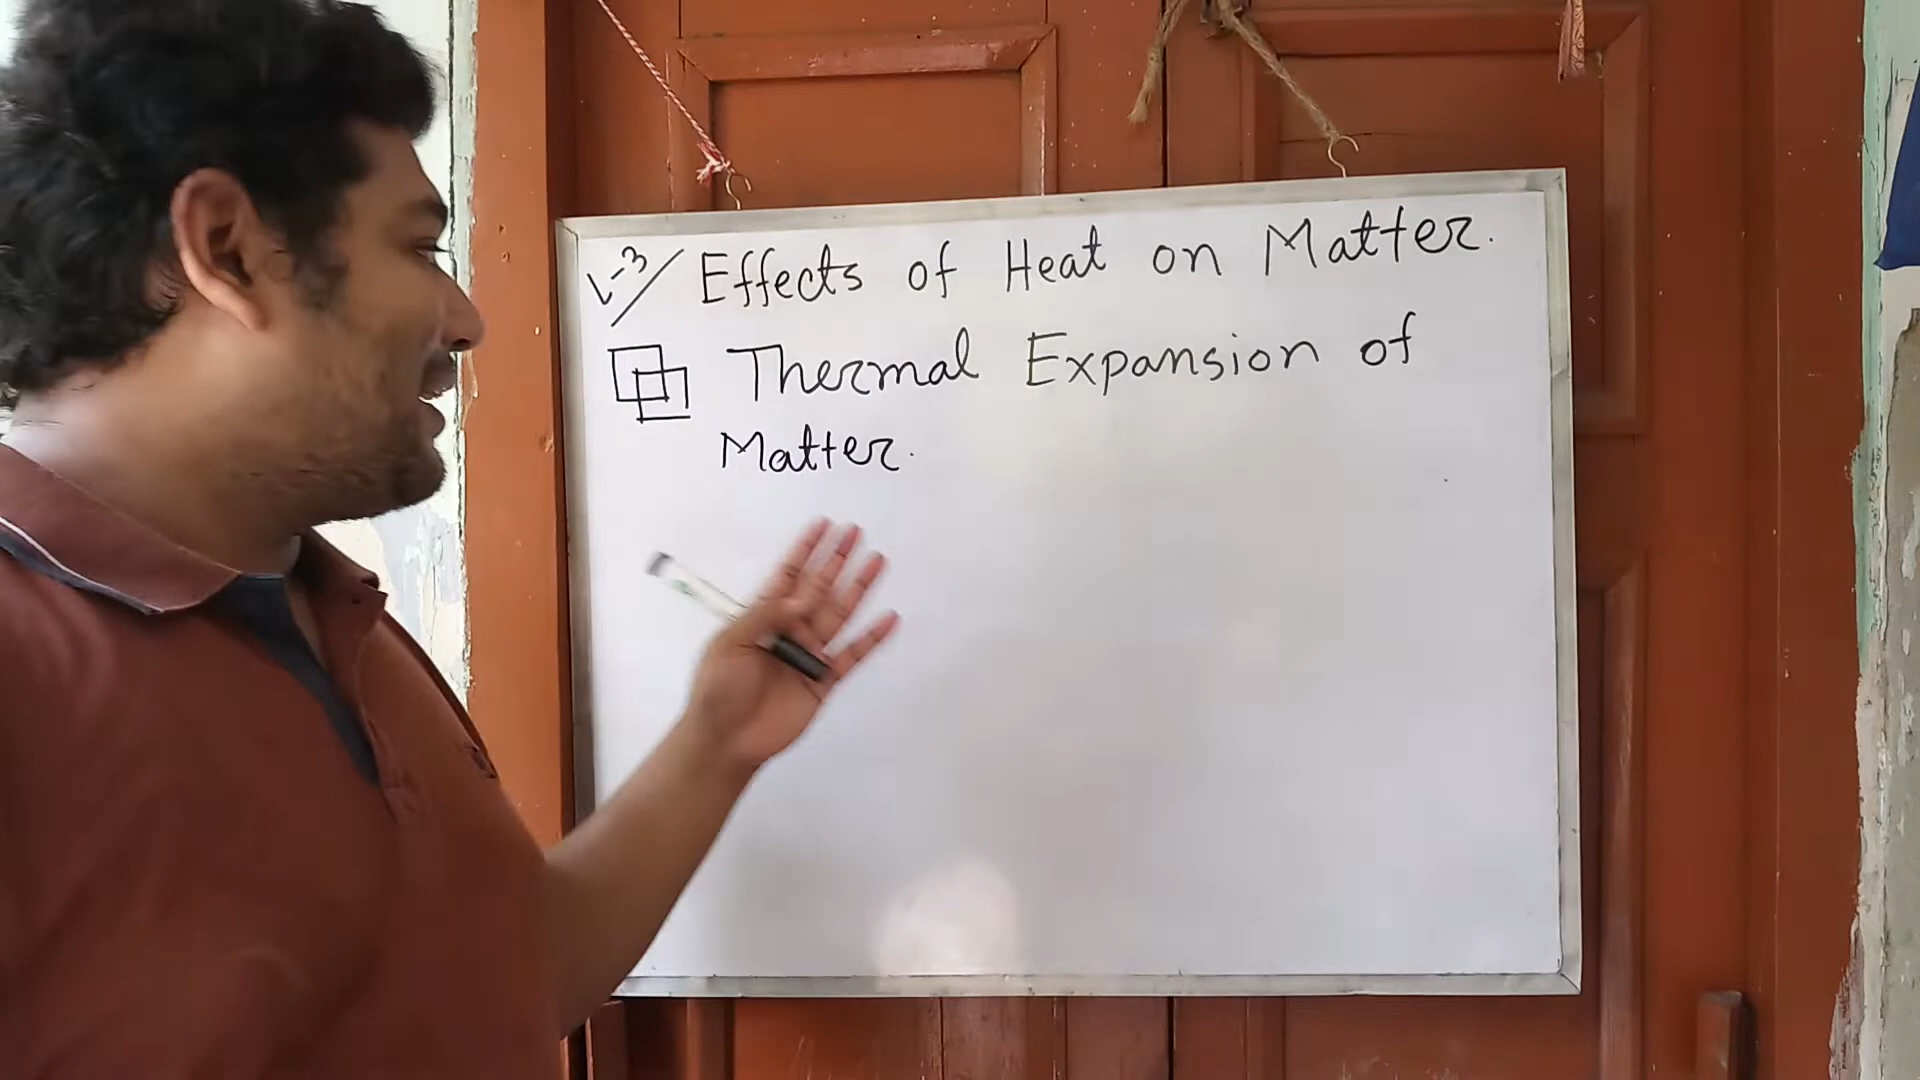 L-3/ Effects of Heat on Matter.
Thermal Expansion of
Matter.